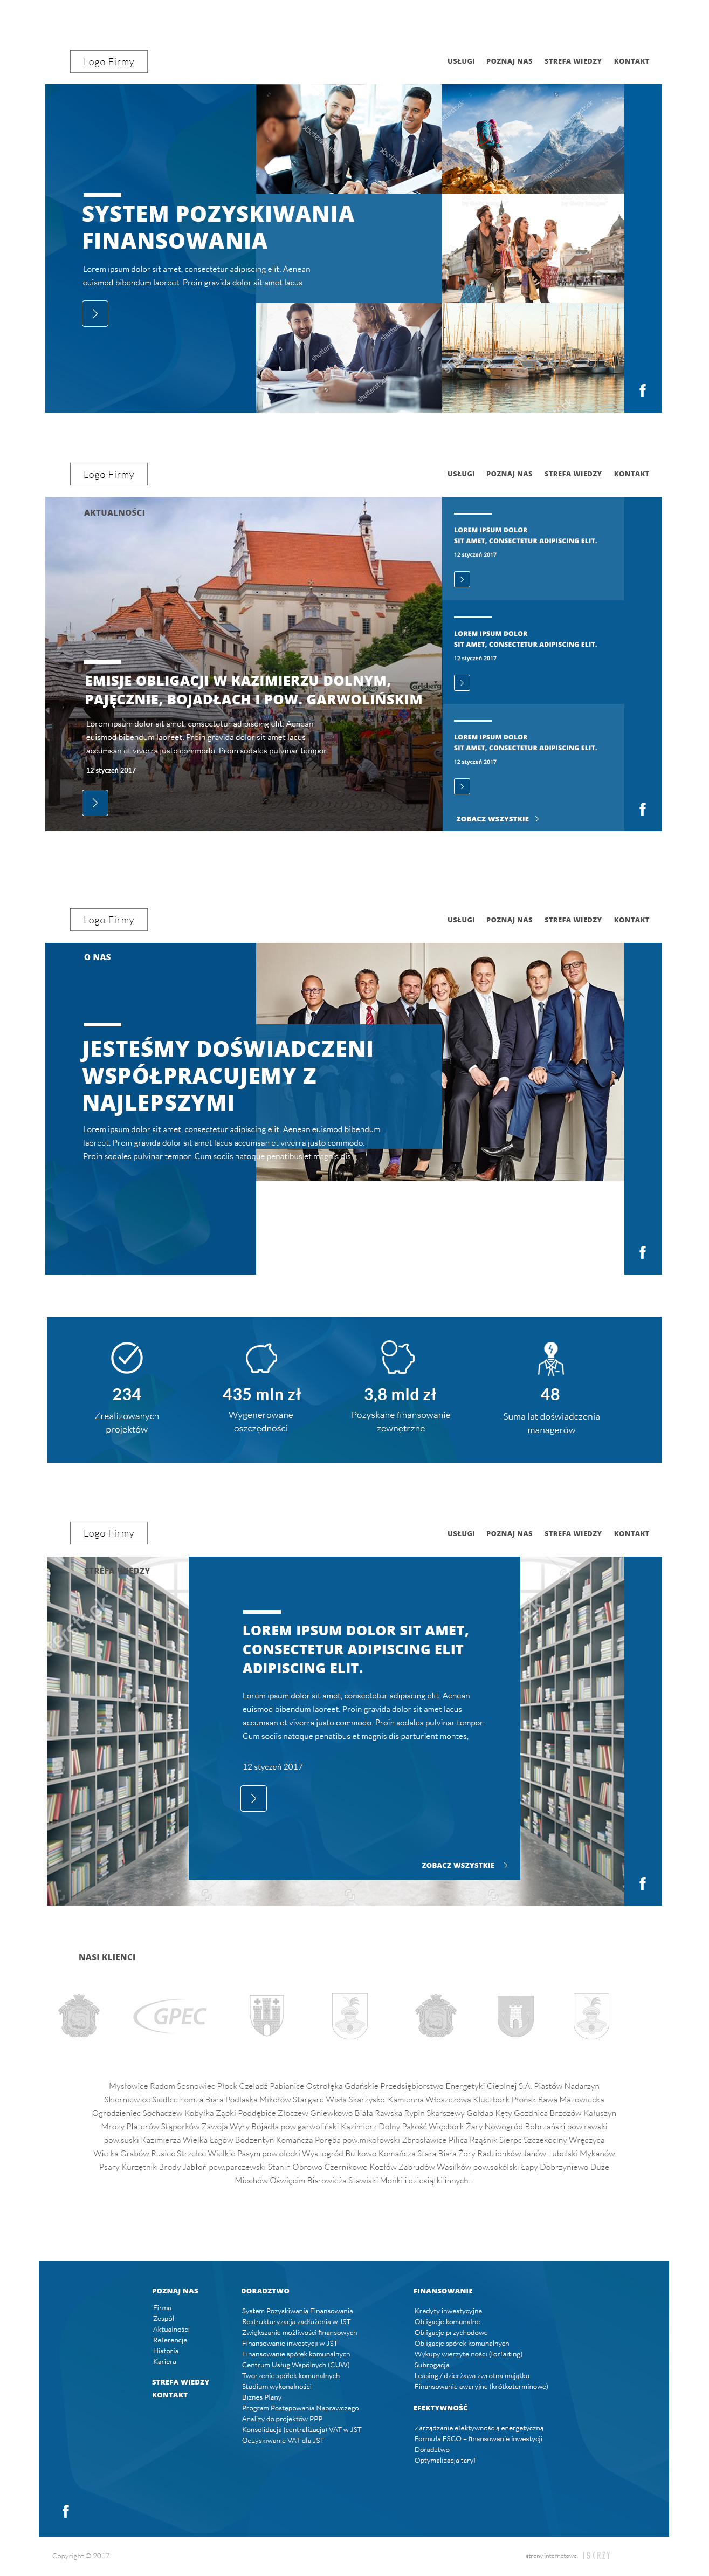 Logo Firmy
USŁUGI POZNAJ NAS STREFA WIEDZY KONTAKT
SYSTEM POZYSKIWANIA
FINANSOWANIA
Lorem ipsum dolor sit amet, consectetur adipiscing elit. Aenean
euismod bibendum laoreet. Proin gravida dolor sit amet lacus
f
Logo Firmy
USŁUGI POZNAJ NAS STREFA WIEDZY KONTAKT
AKTUALNOŚCI
EMISJE OBLIGACJI W KAZIMIERZU DOLNYM,
PAJĘCZNIE, BOJADŁACH I POW. GARWOLIŃSKIM
Lorem ipsum dolor sit amet, consectetur adipiscing elit. Aenean
euismod bibendum laoreet. Proin gravida dolor sit amet lacus
accumsan et viverra justo commodo. Proin sodales pulvinar tempor.
12 styczeń 2017
Carlsberg
LOREM IPSUM DOLOR
SIT AMET, CONSECTETUR ADIPISCING ELIT.
12 styczeń 2017
LOREM IPSUM DOLOR
SIT AMET, CONSECTETUR ADIPISCING ELIT.
12 styczeń 2017
LOREM IPSUM DOLOR
SIT AMET, CONSECTETUR ADIPISCING ELIT.
12 styczeń 2017
ZOBACZ WSZYSTKIE
f
Logo Firmy
USŁUGI POZNAJ NAS STREFA WIEDZY KONTAKT
O NAS
JESTEŚMY DOŚWIADCZENI
WSPÓŁPRACUJEMY Z
NAJLEPSZYMI
Lorem ipsum dolor sit amet, consectetur adipiscing elit. Aenean euismod bibendum
laoreet. Proin gravida dolor sit amet lacus accumsan et viverra justo commodo.
Proin sodales pulvinar tempor. Cum sociis natoque penatibus et magnis dis
f
234
Zrealizowanych
projektów
435 mln zł
Wygenerowane
oszczędności
3,8 mld zł
Pozyskane finansowanie
zewnętrzne
48
Suma lat doświadczenia
managerów
Logo Firmy
USŁUGI POZNAJ NAS STREFA WIEDZY KONTAKT
STREFA WIEDZY
LOREM IPSUM DOLOR SIT AMET,
CONSECTETUR ADIPISCING ELIT
ADIPISCING ELIT.
Lorem ipsum dolor sit amet, consectetur adipiscing elit. Aenean
euismod bibendum laoreet. Proin gravida dolor sit amet lacus
accumsan et viverra justo commodo. Proin sodales pulvinar tempor.
Cum sociis natoque penatibus et magnis dis parturient montes,
12 styczeń 2017
ZOBACZ WSZYSTKIE
f
NASI KLIENCI
GPEC
Mysłowice Radom Sosnowiec Płock Czeladź Pabianice Ostrołęka Gdańskie Przedsiębiorstwo Energetyki Cieplnej S.A. Piastów Nadarzyn
Skierniewice Siedlce Łomża Biała Podlaska Mikołów Stargard Wisła Skarżysko-Kamienna Włoszczowa Kluczbork Płońsk Rawa Mazowiecka
Ogrodzieniec Sochaczew Kobyłka Ząbki Poddębice Złoczew Gniewkowo Biała Rawska Rypin Skarszewy Gołdap Kęty Gozdnica Brzozów Kałuszyn
Mrozy Platerów Stąporków Zawoja Wyry Bojadła pow.garwoliński Kazimierz Dolny Pakość Więcbork Żary Nowogród Bobrzański pow.rawski
pow.suski Kazimierza Wielka Łagów Bodzentyn Komańcza Poręba pow.mikołowski Zbrosławice Pilica Rząśnik Sierpc Szczekociny Wręczyca
Wielka Grabów Rusiec Strzelce Wielkie Pasym pow.olecki Wyszogród Bulkowo Komańcza Stara Biała Żory Radzionków Janów Lubelski Mykanów
Psary Kurzętnik Brody Jabłoń pow.parczewski Stanin Obrowo Czernikowo Kozłów Zabłudów Wasilków pow.sokólski Łapy Dobrzyniewo Duże
Miechów Oświęcim Białowieża Stawiski Mońki i dziesiątki innych...
POZNAJ NAS
Firma
Zespół
Aktualności
Referencje
Historia
Kariera
STREFA WIEDZY
KONTAKT
DORADZTWO
System Pozyskiwania Finansowania
Restrukturyzacja zadłużenia w JST
Zwiększanie możliwości finansowych
Finansowanie inwestycji w JST
Finansowanie spółek komunalnych
Centrum Usług Wspólnych (CUW)
Tworzenie spółek komunalnych
Studium wykonalności
Biznes Plany
Program Postępowania Naprawczego
Analizy do projektów PPP
Konsolidacja (centralizacja) VAT w JST
Odzyskiwanie VAT dla JST
FINANSOWANIE
Kredyty inwestycyjne
Obligacje komunalne
Obligacje przychodowe
Obligacje spółek komunalnych
Wykupy wierzytelności (forfaiting)
Subrogacja
Leasing / dzierżawa zwrotna majątku
Finansowanie awaryjne (krótkoterminowe)
EFEKTYWNOŚĆ
Zarządzanie efektywnością energetyczną
Formuła ESCO – finansowanie inwestycji
Doradztwo
Optymalizacja taryf
f
Copyright © 2017
strony internetowe ISKRZY